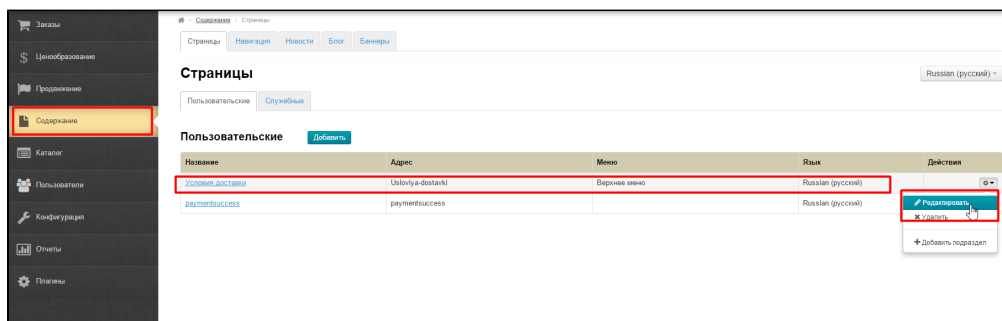 Заказы
Ценообразование
Продвижение
Содержание
Каталог
Пользователи
Конфигурация
Отчеты
Плагины
Содержание Страницы
Страницы Навигация Новости Блог Баннеры
Страницы
Russian (русский)
Пользовательские Служебные
Пользовательские Добавить
Название Адрес Меню Язык Действия
Условия доставки Usloviya-dostavki Верхнее меню Russian (русский)
paymentsuccess paymentsuccess Russian (русский)
Редактировать
Удалить
Добавить подраздел